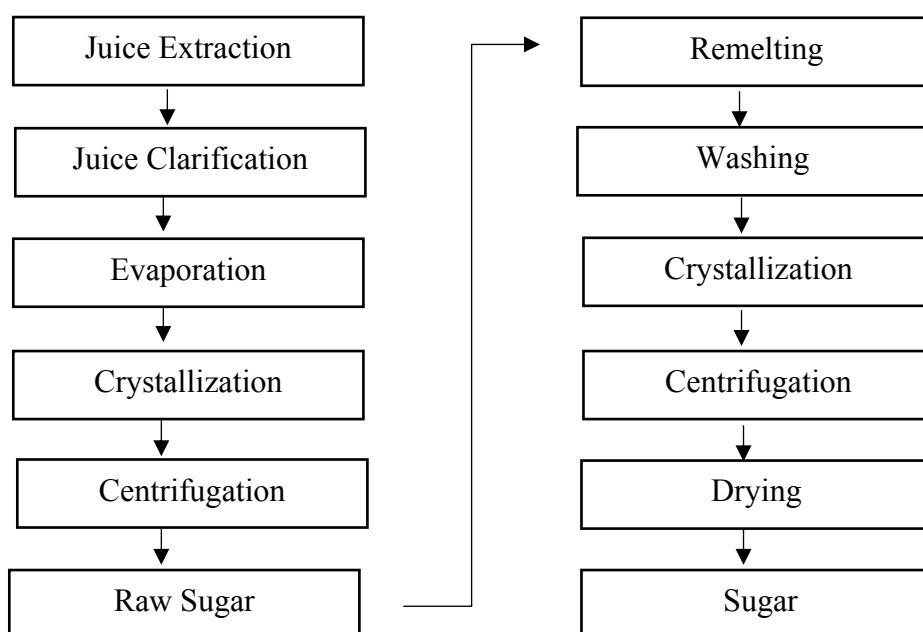 Juice Extraction
Juice Clarification
Evaporation
Crystallization
Centrifugation
Raw Sugar
Remelting
Washing
Crystallization
Centrifugation
Drying
Sugar